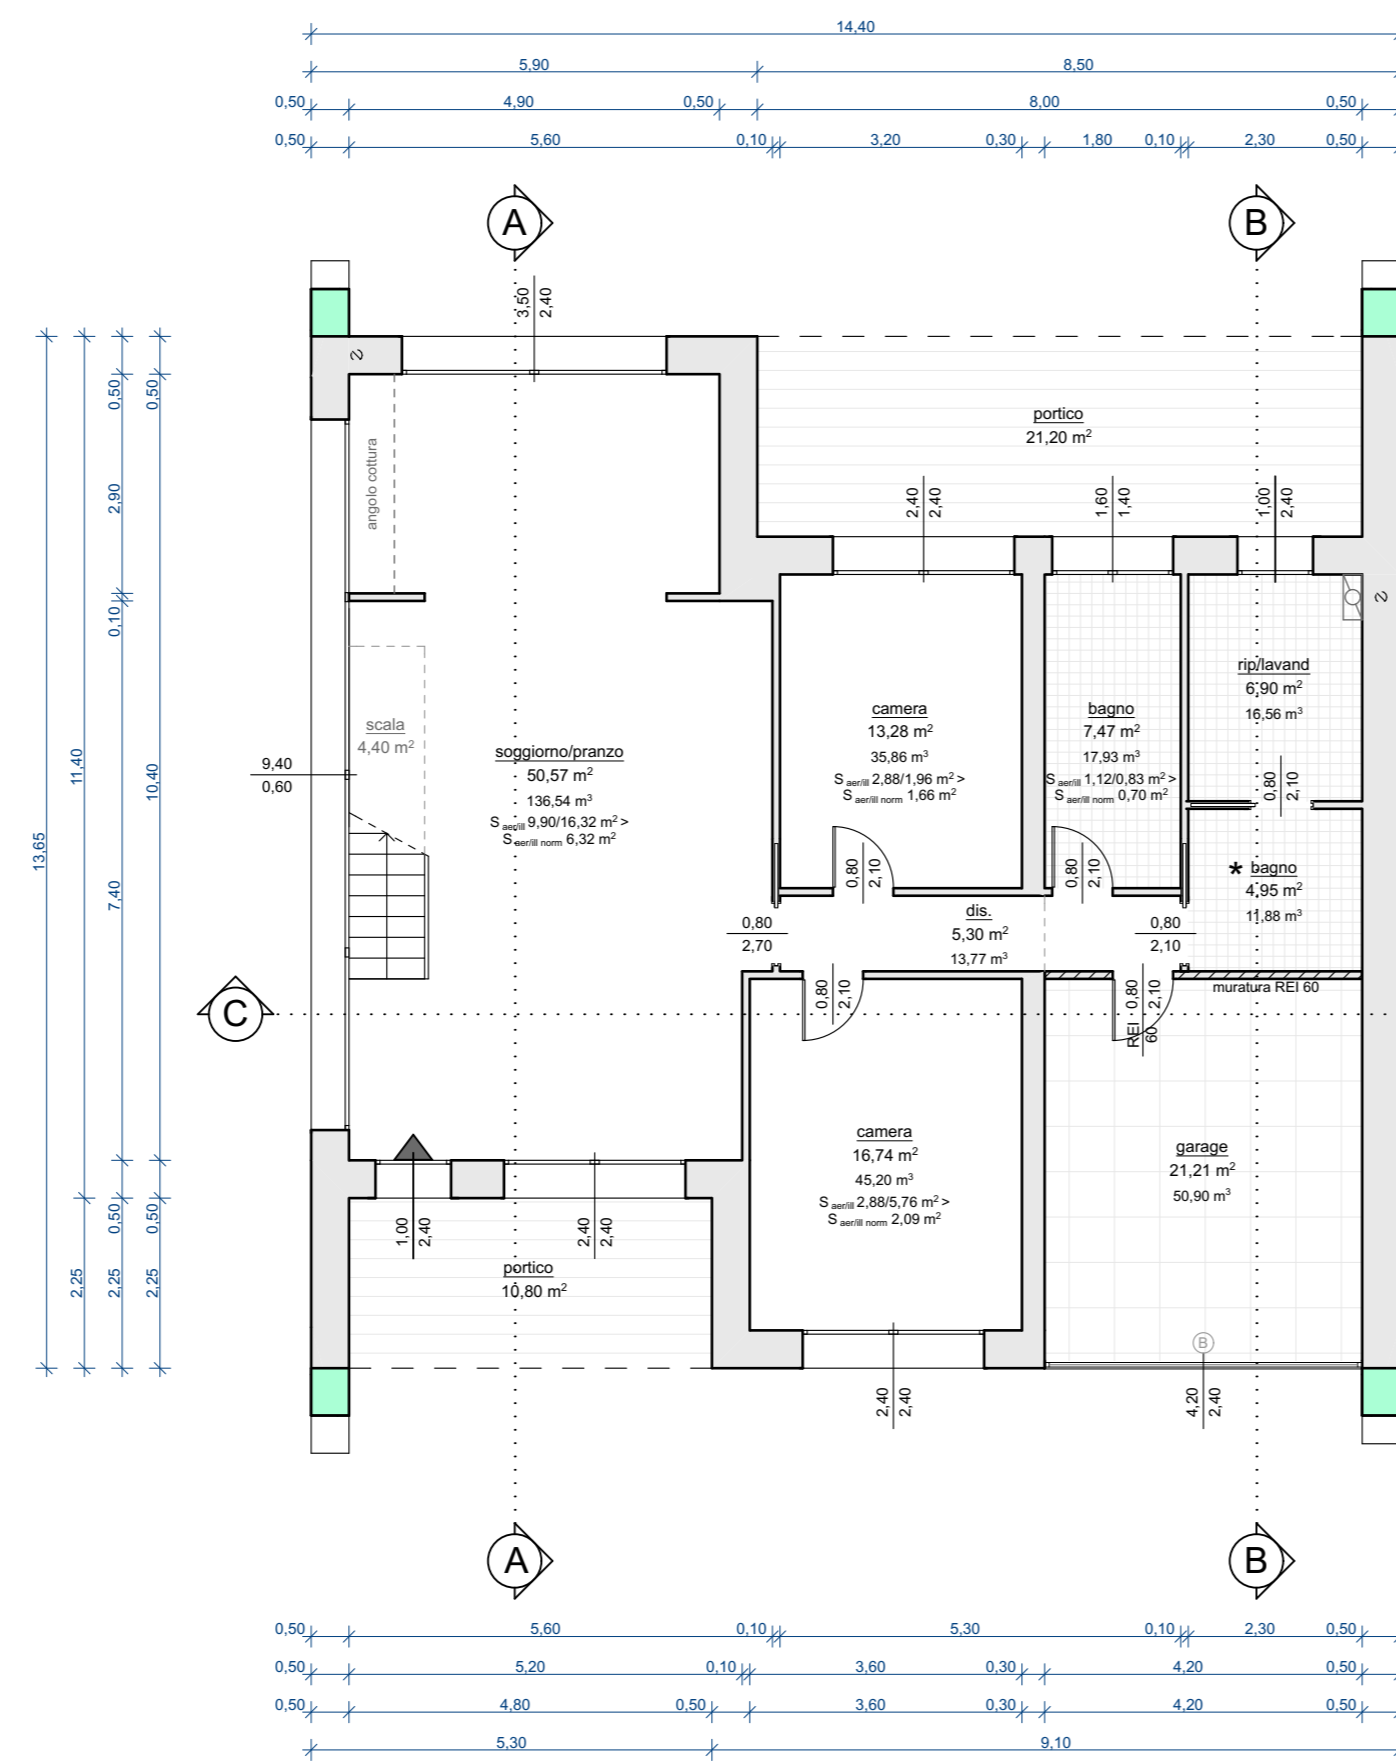 14,40
5,90 8,50
0,50 4,90 0,50 8,00 0,50
0,50 5,60 0,10 3,20 0,30 1,80 0,10 2,30 0,50
A B
3,50
2,40
portico
21,20 m²
2,40
2,40
1,60
1,40
1,00
2,40
angolo cottura
scala
4,40 m²
9,40
0,60
soggiorno/pranzo
50,57 m²
136,54 m³
S aer/ill 9,90/16,32 m² >
S aer/ill norm 6,32 m²
camera
13,28 m²
35,86 m³
S aer/ill 2,88/1,96 m² >
S aer/ill norm 1,66 m²
bagno
7,47 m²
17,93 m³
S aer/ill 1,12/0,83 m² >
S aer/ill norm 0,70 m²
rip/lavand
6,90 m²
16,56 m³
0,80
2,10
* bagno
4,95 m²
11,88 m³
0,80
2,10
0,80
2,10
dis.
5,30 m²
13,77 m³
0,80
2,70
0,80
2,10
0,80
2,10
REI 0,80
60 2,10
muratura REI 60
C
camera
16,74 m²
45,20 m³
S aer/ill 2,88/5,76 m² >
S aer/ill norm 2,09 m²
garage
21,21 m²
50,90 m³
B
1,00
2,40
2,40
2,40
portico
10,80 m²
2,40
2,40
4,20
2,40
13,65
11,40
2,25
0,50
2,90
0,10
7,40
0,50
2,25
0,50
10,40
0,50
2,25
A B
0,50 5,60 0,10 5,30 0,10 2,30 0,50
0,50 5,20 0,10 3,60 0,30 4,20 0,50
0,50 4,80 0,50 3,60 0,30 4,20 0,50
5,30 9,10